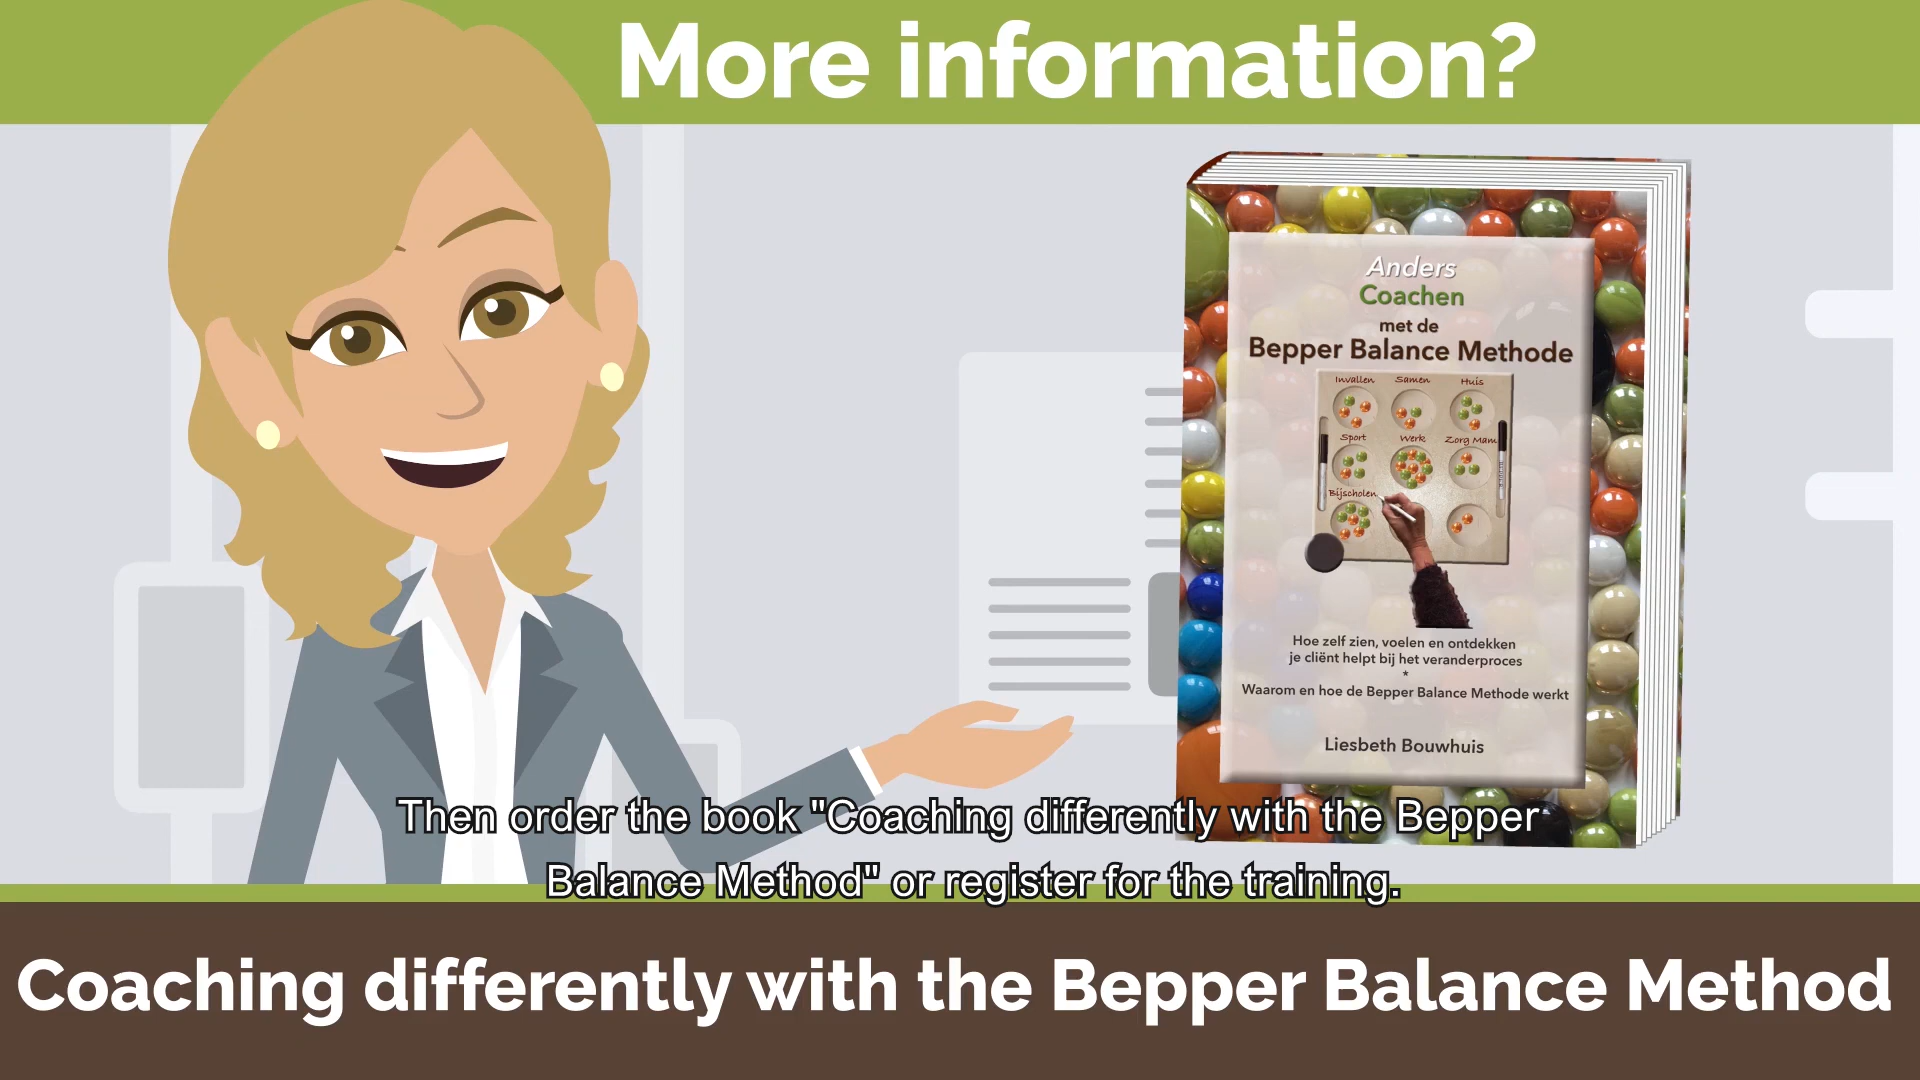 More information?
Anders
Coachen
met de
Bepper Balance Methode
Invallen Samen Huis
Sport Werk Zorg Mam
Bijscholen
Hoe zelf zien, voelen en ontdekken
je cliënt helpt bij het veranderproces
*
Waarom en hoe de Bepper Balance Methode werkt
Liesbeth Bouwhuis
Then order the book "Coaching differently with the Bepper
Balance Method" or register for the training.
Coaching differently with the Bepper Balance Method